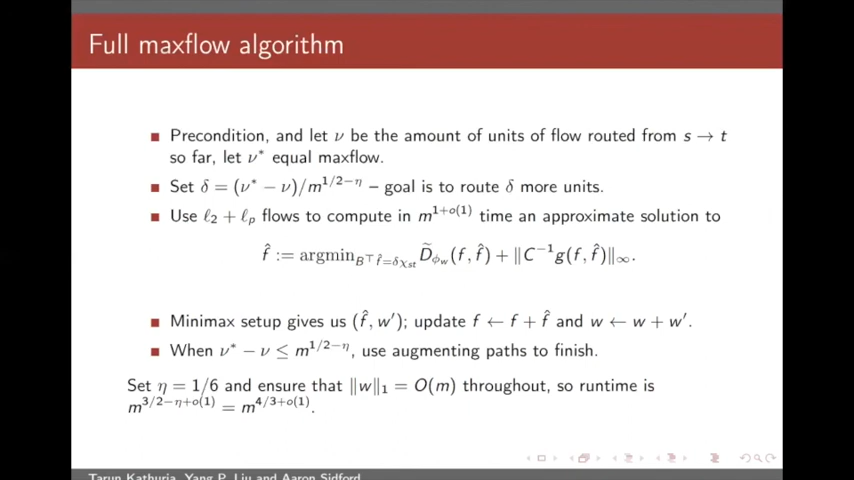 Full maxflow algorithm
Precondition, and let ν be the amount of units of flow routed from s → t
so far, let ν* equal maxflow.
Set δ = (ν* − ν)/m^{1/2−η} – goal is to route δ more units.
Use ℓ₂ + ℓ_p flows to compute in m^{1+o(1)} time an approximate solution to
f̂ := argmin_{B^⊤ f̂=δχ_{st}} D̃_{φ_w}(f, f̂) + ‖C^{−1}g(f, f̂)‖_∞.
Minimax setup gives us (f̂, w′); update f ← f + f̂ and w ← w + w′.
When ν* − ν ≤ m^{1/2−η}, use augmenting paths to finish.
Set η = 1/6 and ensure that ‖w‖₁ = O(m) throughout, so runtime is
m^{3/2−η+o(1)} = m^{4/3+o(1)}.
Tarun Kathuria, Yang P. Liu and Aaron Sidford